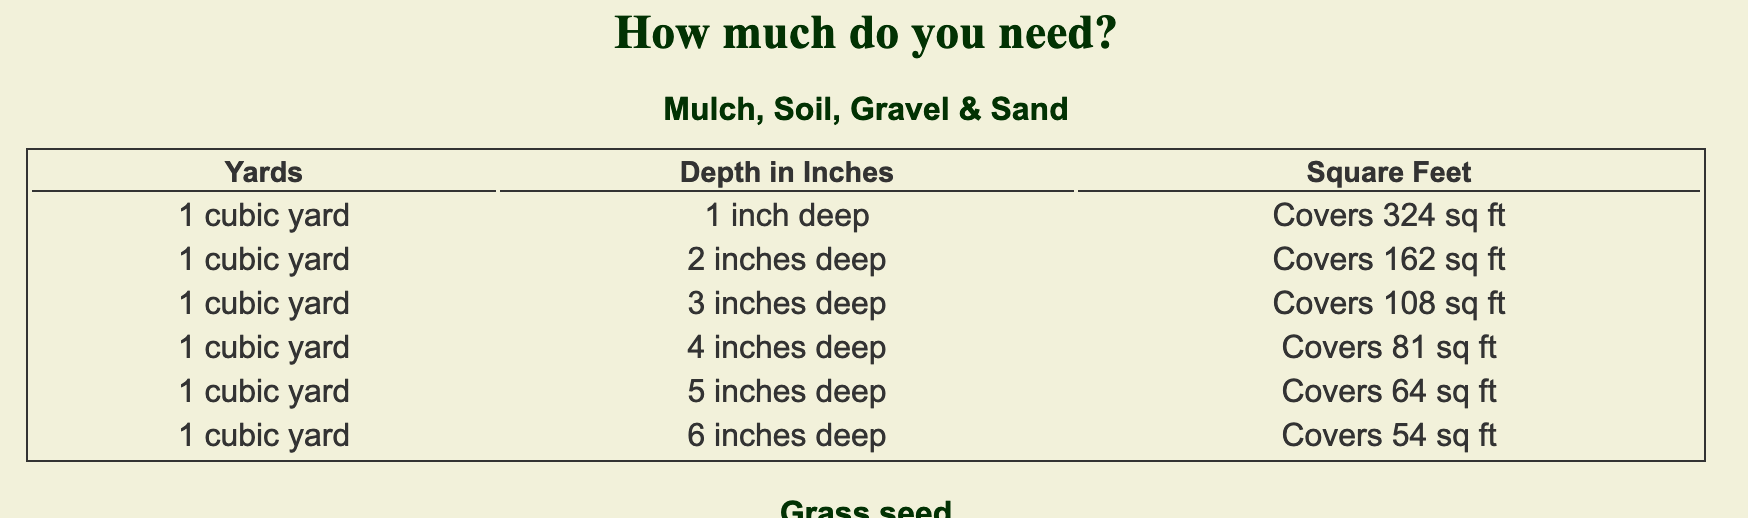 How much do you need?
Mulch, Soil, Gravel & Sand
Yards Depth in Inches Square Feet
1 cubic yard 1 inch deep Covers 324 sq ft
1 cubic yard 2 inches deep Covers 162 sq ft
1 cubic yard 3 inches deep Covers 108 sq ft
1 cubic yard 4 inches deep Covers 81 sq ft
1 cubic yard 5 inches deep Covers 64 sq ft
1 cubic yard 6 inches deep Covers 54 sq ft
Grass seed